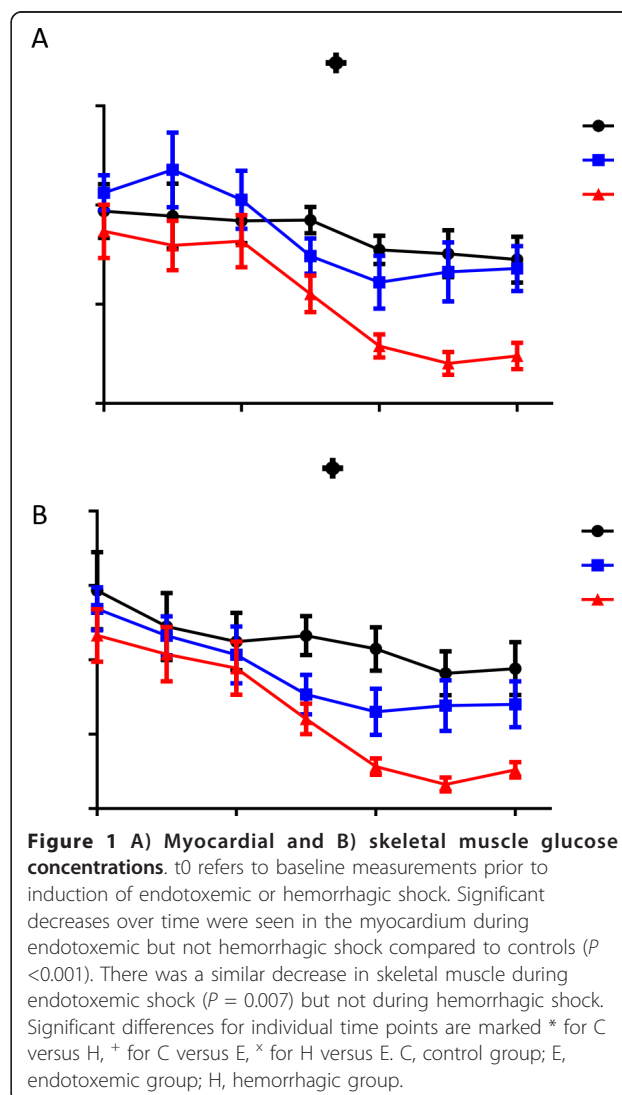 A
B
Figure 1 A) Myocardial and B) skeletal muscle glucose
concentrations. t0 refers to baseline measurements prior to
induction of endotoxemic or hemorrhagic shock. Significant
decreases over time were seen in the myocardium during
endotoxemic but not hemorrhagic shock compared to controls (P
<0.001). There was a similar decrease in skeletal muscle during
endotoxemic shock (P = 0.007) but not during hemorrhagic shock.
Significant differences for individual time points are marked * for C
versus H, + for C versus E, x for H versus E. C, control group; E,
endotoxemic group; H, hemorrhagic group.